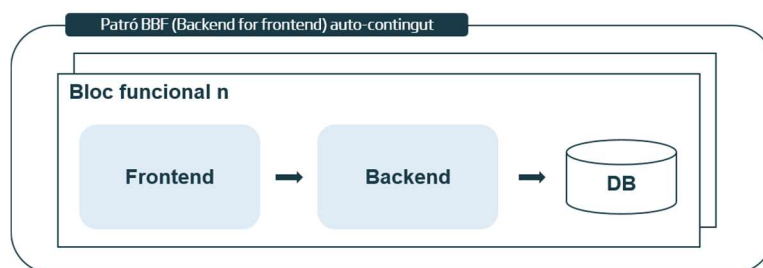 Patró BBF (Backend for frontend) auto-contingut
Bloc funcional n
Frontend
Backend
DB